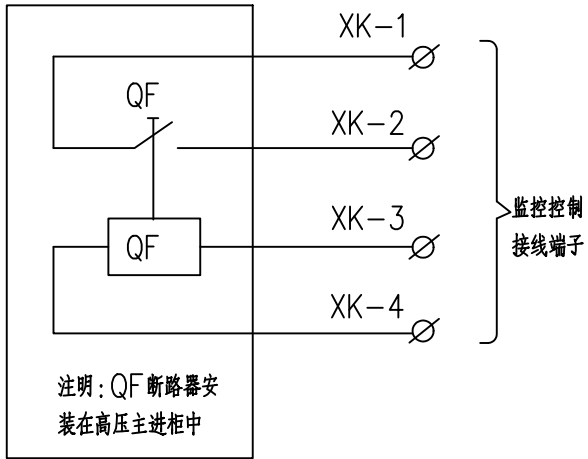 XK-1
QF
XK-2
监控控制
接线端子
XK-3
QF
XK-4
注明:QF断路器安
装在高压主进柜中